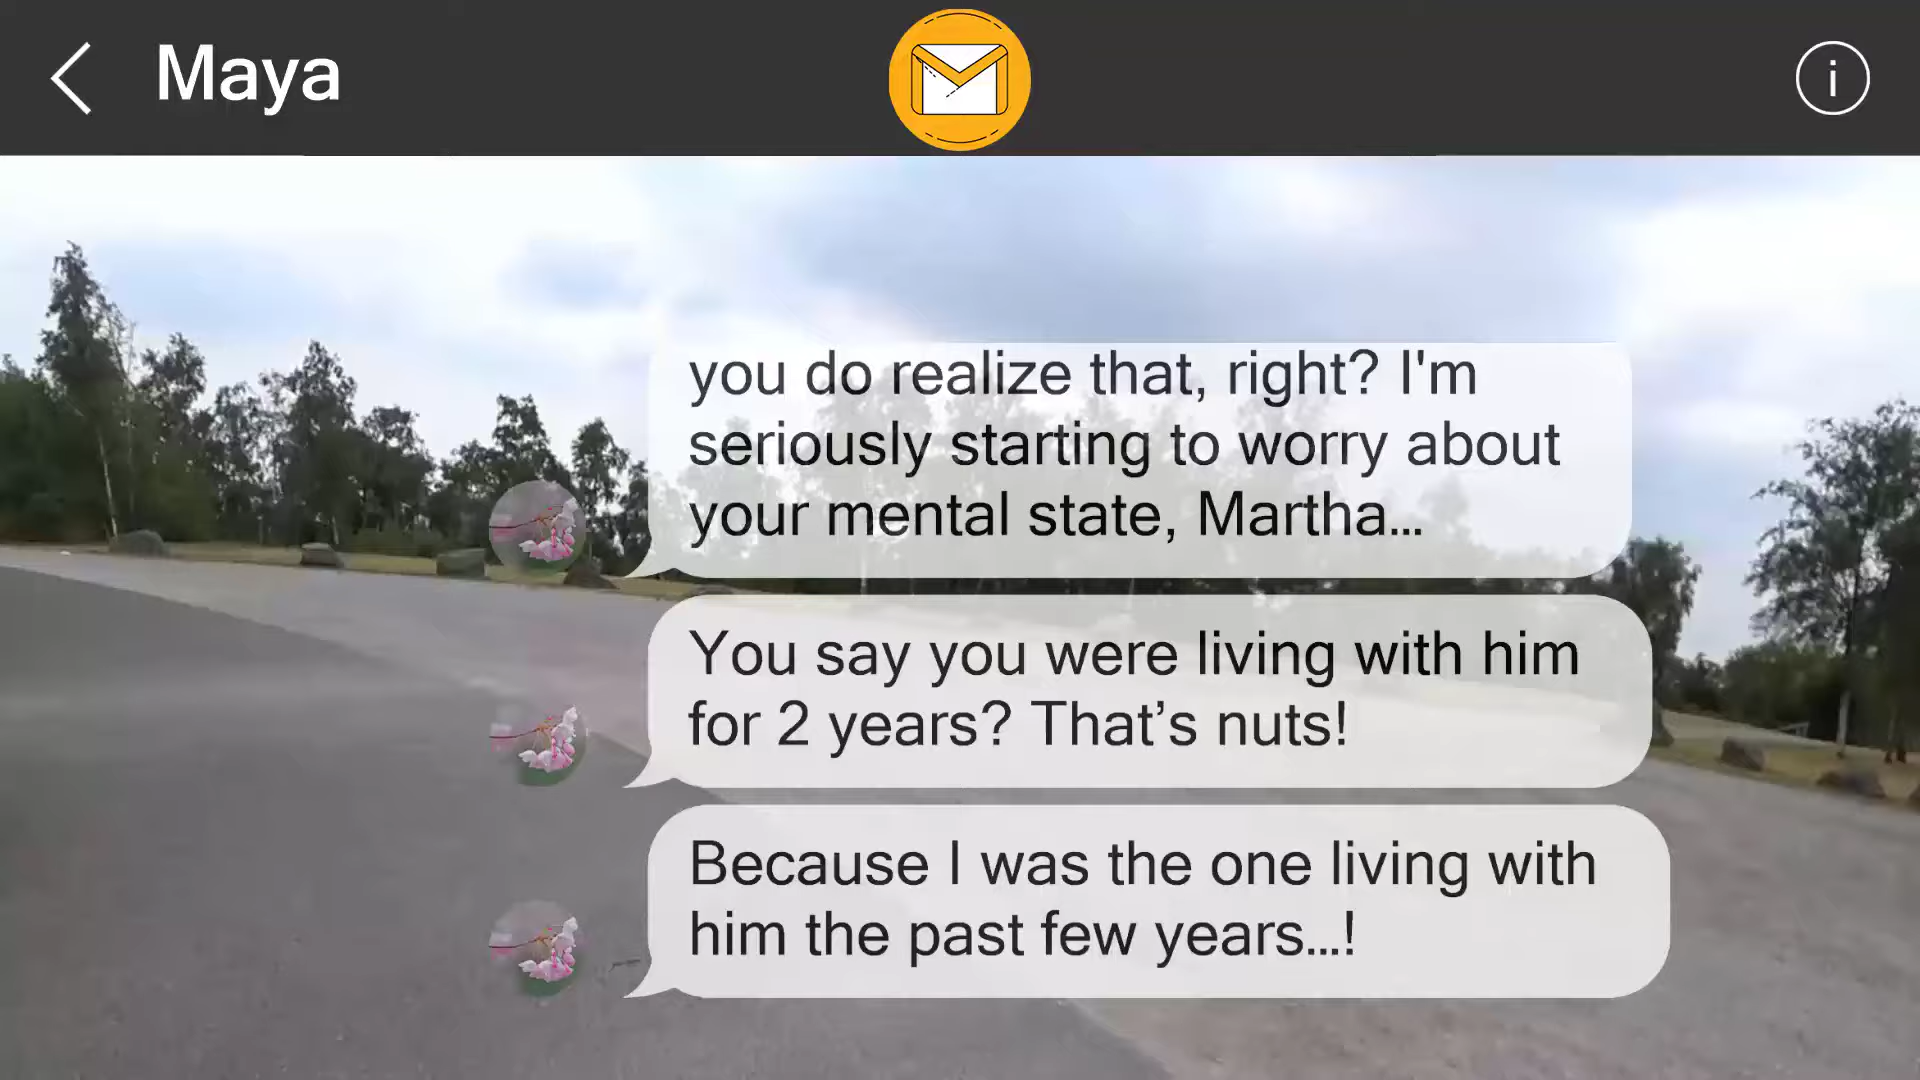 Maya
you do realize that, right? I'm
seriously starting to worry about
your mental state, Martha...
You say you were living with him
for 2 years? That’s nuts!
Because I was the one living with
him the past few years...!